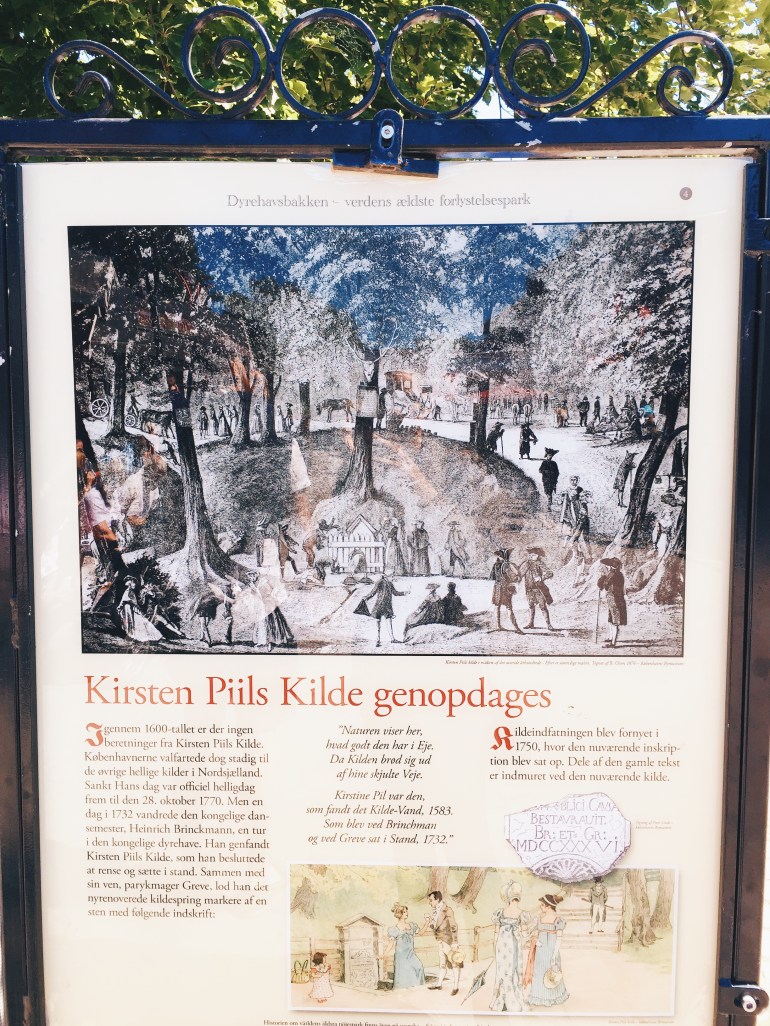 Dyrehavsbakken ~ verdens ældste forlystelsespark
4
Kirsten Piils Kilde genopdages
Igennem 1600-tallet er der ingen
beretninger fra Kirsten Piils Kilde.
Københavnerne valfartede dog stadig til
de øvrige hellige kilder i Nordsjælland.
Sankt Hans dag var officiel helligdag
frem til den 28. oktober 1770. Men en
dag i 1732 vandrede den kongelige dan-
semester, Heinrich Brinckmann, en tur
i den kongelige dyrehave. Han genfandt
Kirsten Piils Kilde, som han besluttede
at rense og sætte i stand. Sammen med
sin ven, parykmager Greve, lod han det
nyrenoverede kildespring markere af en
sten med følgende indskrift:
"Naturen viser her,
hvad godt den har i Eje.
Da Kilden brød sig ud
af hine skjulte Veje.
Kirstine Pil var den,
som fandt det Kilde-Vand, 1583.
Som blev ved Brinchman
og ved Greve sat i Stand, 1732."
Kildeindfatningen blev fornyet i
1750, hvor den nuværende inskrip-
tion blev sat op. Dele af den gamle tekst
er indmuret ved den nuværende kilde.
BESTAVRAUIT
BR: ET GR:
MDCCXXXVI